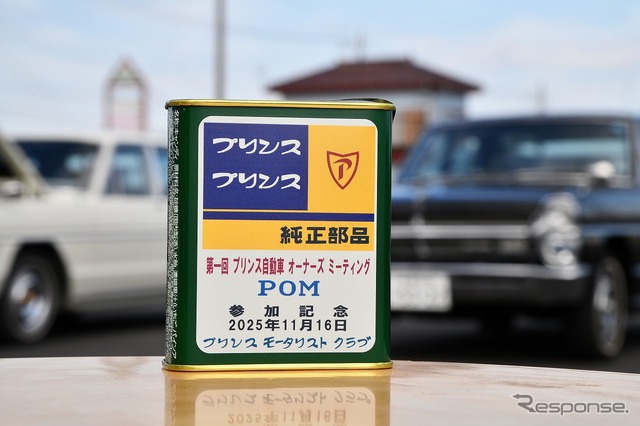 プリンス
プリンス
純正部品
第一回 プリンス自動車 オーナーズ ミーティング
POM
参加記念
2025年11月16日
プリンス モータリスト クラブ
Response.